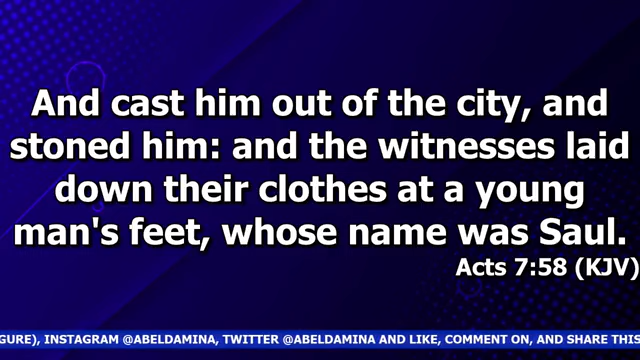 And cast him out of the city, and
stoned him: and the witnesses laid
down their clothes at a young
man's feet, whose name was Saul.
Acts 7:58 (KJV)
GURE), INSTAGRAM @ABELDAMINA, TWITTER @ABELDAMINA AND LIKE, COMMENT ON, AND SHARE THIS